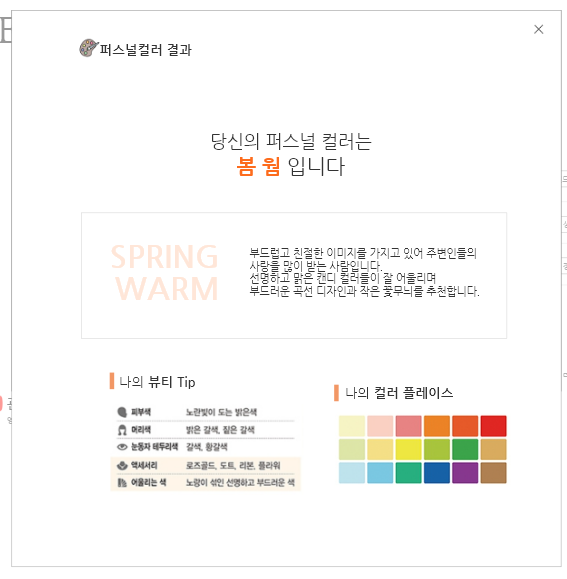 퍼스널컬러 결과
당신의 퍼스널 컬러는
봄 웜 입니다
SPRING
WARM
부드럽고 친절한 이미지를 가지고 있어 주변인들의
사랑을 많이 받는 사람입니다.
선명하고 맑은 캔디 컬러들이 잘 어울리며
부드러운 곡선 디자인과 작은 꽃무늬를 추천합니다.
나의 뷰티 Tip
피부색 노란빛이 도는 밝은색
머리색 밝은 갈색, 짙은 갈색
눈동자 테두리색 갈색, 황갈색
액세서리 로즈골드, 도트, 리본, 플라워
어울리는 색 노랑이 섞인 선명하고 부드러운 색
나의 컬러 플레이스